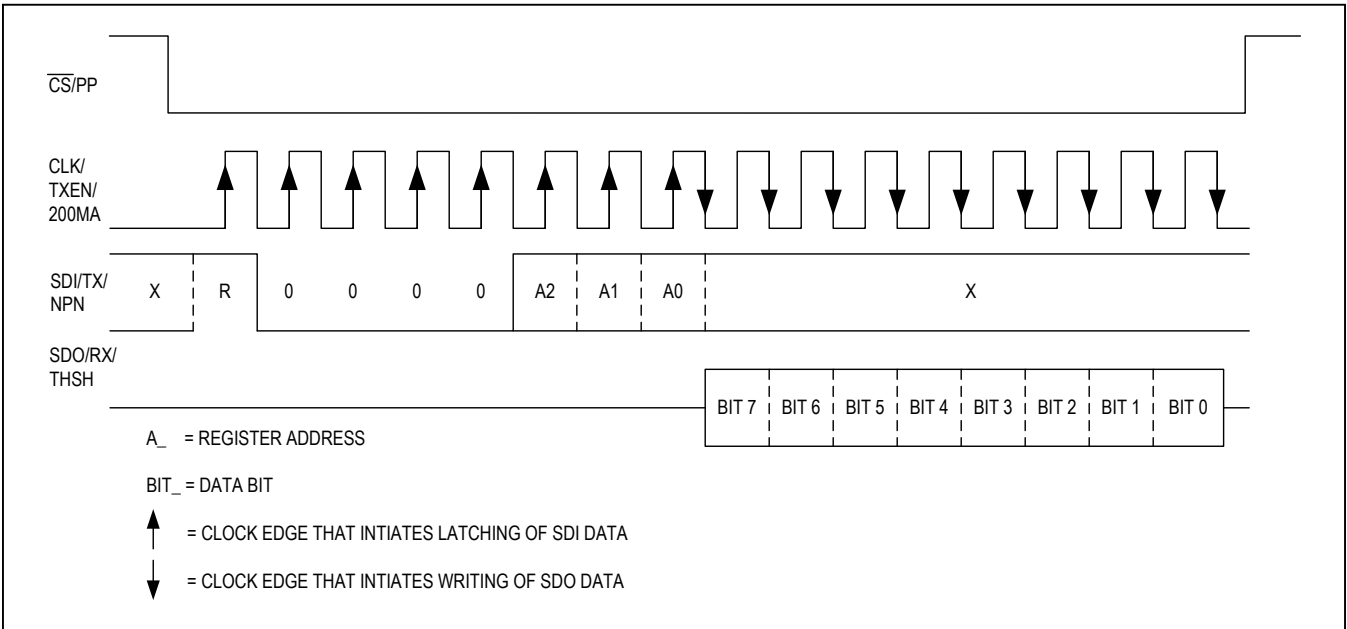 CS/PP
CLK/
TXEN/
200MA
SDI/TX/
NPN
X R 0 0 0 0 A2 A1 A0 X
SDO/RX/
THSH
BIT 7 BIT 6 BIT 5 BIT 4 BIT 3 BIT 2 BIT 1 BIT 0
A_ = REGISTER ADDRESS
BIT_ = DATA BIT
= CLOCK EDGE THAT INTIATES LATCHING OF SDI DATA
= CLOCK EDGE THAT INTIATES WRITING OF SDO DATA